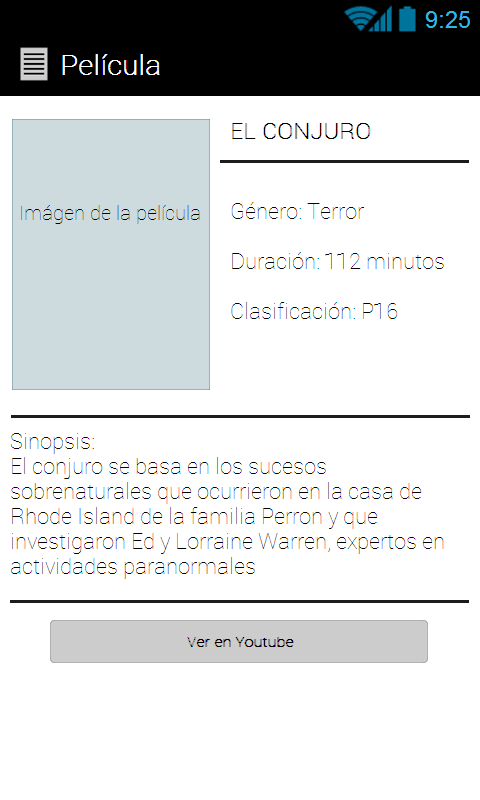 9:25
Película
Imágen de la película
EL CONJURO
Género: Terror
Duración: 112 minutos
Clasificación: P16
Sinopsis:
El conjuro se basa en los sucesos
sobrenaturales que ocurrieron en la casa de
Rhode Island de la familia Perron y que
investigaron Ed y Lorraine Warren, expertos en
actividades paranormales
Ver en Youtube